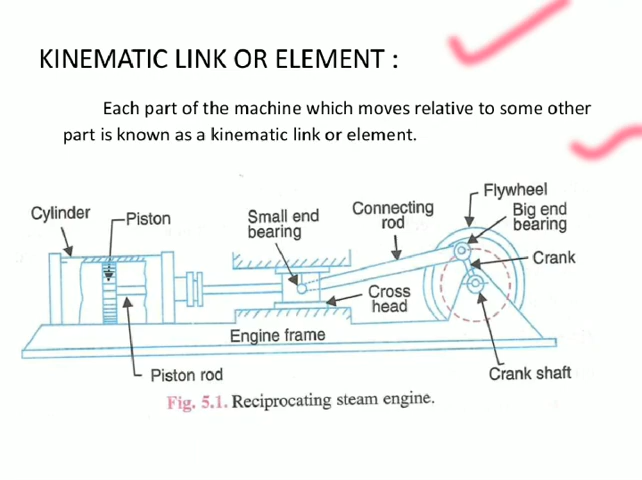 KINEMATIC LINK OR ELEMENT :
Each part of the machine which moves relative to some other
part is known as a kinematic link or element.
Flywheel
Cylinder
Piston
Small end
bearing
Connecting
rod
Big end
bearing
Crank
Cross
head
Engine frame
Piston rod
Crank shaft
Fig. 5.1. Reciprocating steam engine.